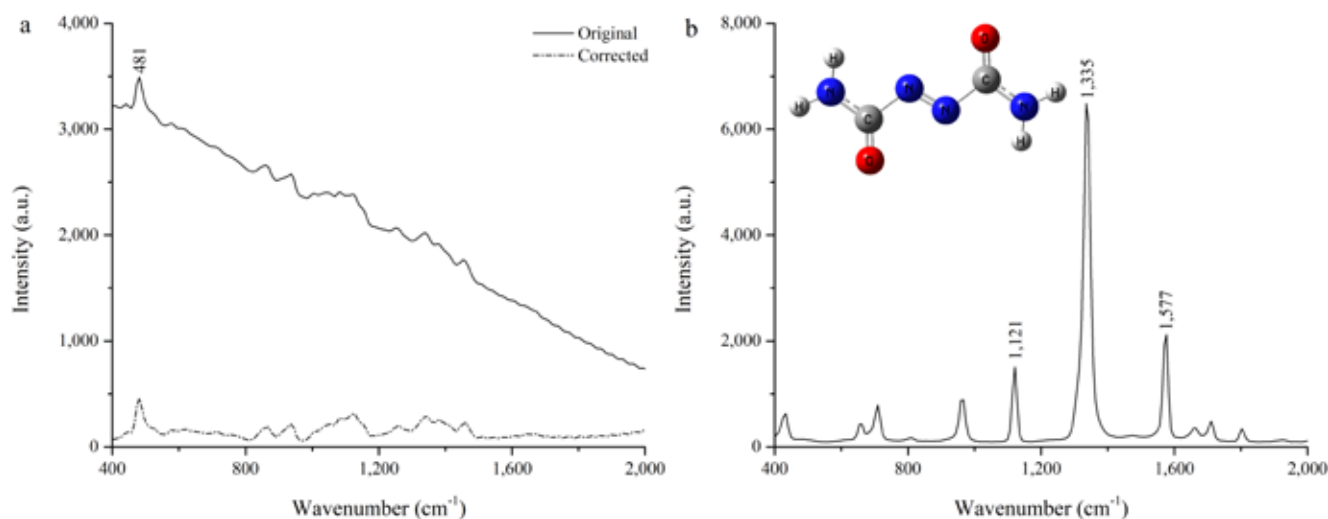 a
4,000
3,000
2,000
1,000
0
Intensity (a.u.)
481
Original
Corrected
400
800
1,200
1,600
2,000
Wavenumber (cm⁻¹)
b
8,000
6,000
4,000
2,000
0
Intensity (a.u.)
O
H
H
N
C
O
N
N
C
N
H
H
1,121
1,335
1,577
400
800
1,200
1,600
2,000
Wavenumber (cm⁻¹)